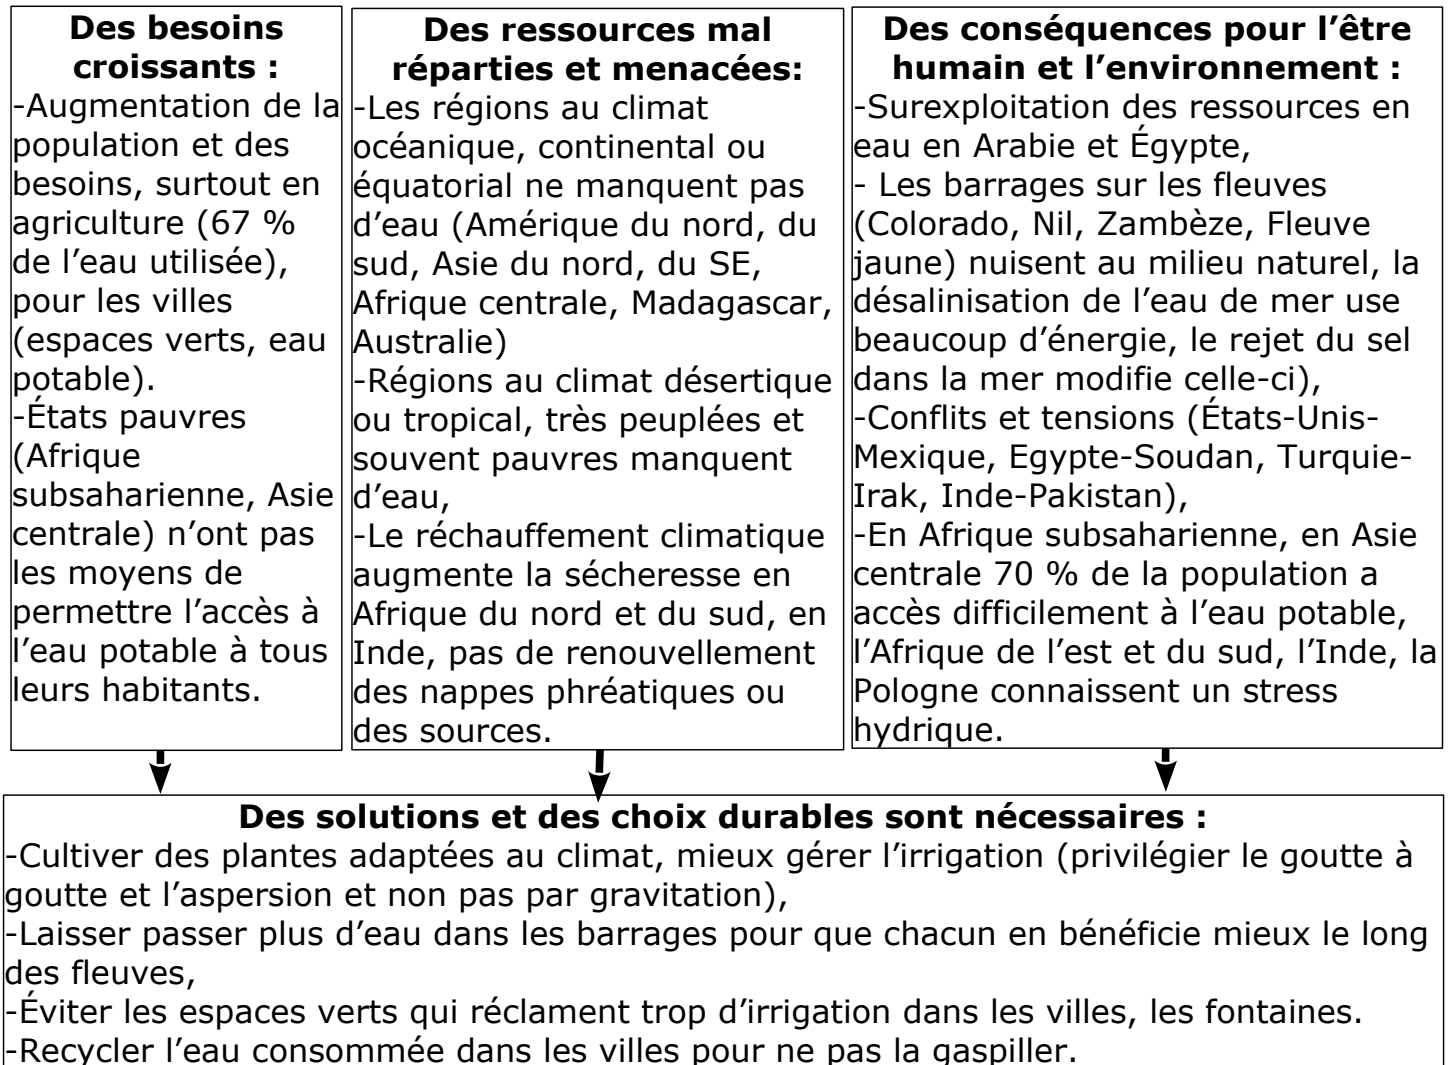 Des besoins
croissants :
-Augmentation de la
population et des
besoins, surtout en
agriculture (67 %
de l’eau utilisée),
pour les villes
(espaces verts, eau
potable).
-États pauvres
(Afrique
subsaharienne, Asie
centrale) n’ont pas
les moyens de
permettre l’accès à
l’eau potable à tous
leurs habitants.
Des ressources mal
réparties et menacées:
-Les régions au climat
océanique, continental ou
équatorial ne manquent pas
d’eau (Amérique du nord, du
sud, Asie du nord, du SE,
Afrique centrale, Madagascar,
Australie)
-Régions au climat désertique
ou tropical, très peuplées et
souvent pauvres manquent
d’eau,
-Le réchauffement climatique
augmente la sécheresse en
Afrique du nord et du sud, en
Inde, pas de renouvellement
des nappes phréatiques ou
des sources.
Des conséquences pour l’être
humain et l’environnement :
-Surexploitation des ressources en
eau en Arabie et Égypte,
- Les barrages sur les fleuves
(Colorado, Nil, Zambèze, Fleuve
jaune) nuisent au milieu naturel, la
désalinisation de l’eau de mer use
beaucoup d’énergie, le rejet du sel
dans la mer modifie celle-ci),
-Conflits et tensions (États-Unis-
Mexique, Egypte-Soudan, Turquie-
Irak, Inde-Pakistan),
-En Afrique subsaharienne, en Asie
centrale 70 % de la population a
accès difficilement à l’eau potable,
l’Afrique de l’est et du sud, l’Inde, la
Pologne connaissent un stress
hydrique.
Des solutions et des choix durables sont nécessaires :
-Cultiver des plantes adaptées au climat, mieux gérer l’irrigation (privilégier le goutte à
goutte et l’aspersion et non pas par gravitation),
-Laisser passer plus d’eau dans les barrages pour que chacun en bénéficie mieux le long
des fleuves,
-Éviter les espaces verts qui réclament trop d’irrigation dans les villes, les fontaines.
-Recycler l’eau consommée dans les villes pour ne pas la gaspiller.